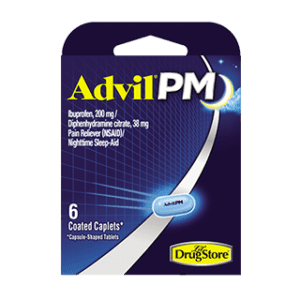 Advil® PM
Ibuprofen, 200 mg /
Diphenhydramine citrate, 38 mg
Pain Reliever (NSAID)/
Nighttime Sleep-Aid
6
Coated Caplets*
*Capsule-Shaped Tablets
Advil PM
Lil'
DrugStore®